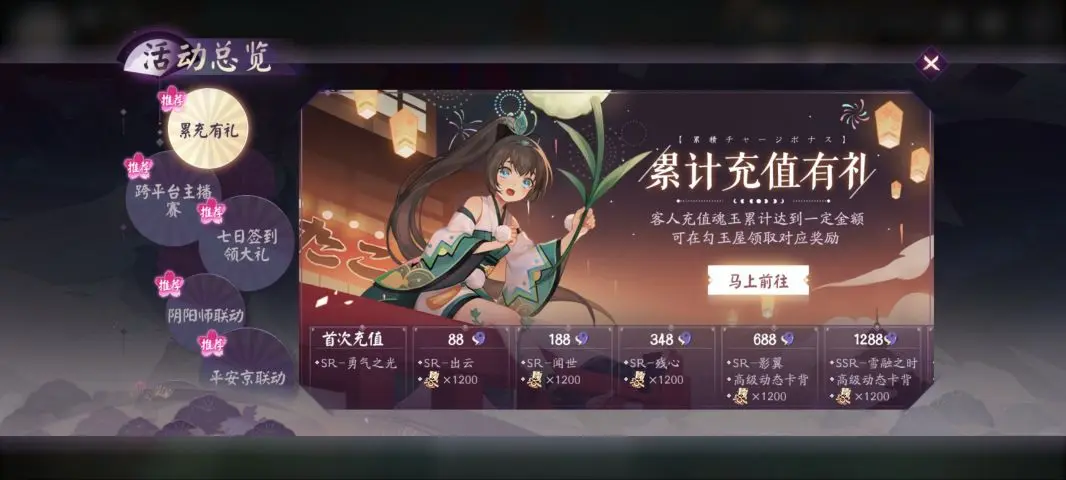 活动总览
推荐
累充有礼
推荐
跨平台主播
赛
推荐
七日签到
领大礼
推荐
阴阳师联动
推荐
平安京联动
たこ
【累積チャージボナス】
累计充值有礼
客人充值魂玉累计达到一定金额
可在勾玉屋领取对应奖励
马上前往
首次充值
SR-勇气之光
88
SR-出云
×1200
188
SR-闻世
×1200
348
SR-残心
×1200
688
SR-影翼
高级动态卡背
×1200
1288
SSR-雪融之时
高级动态卡背
×1200